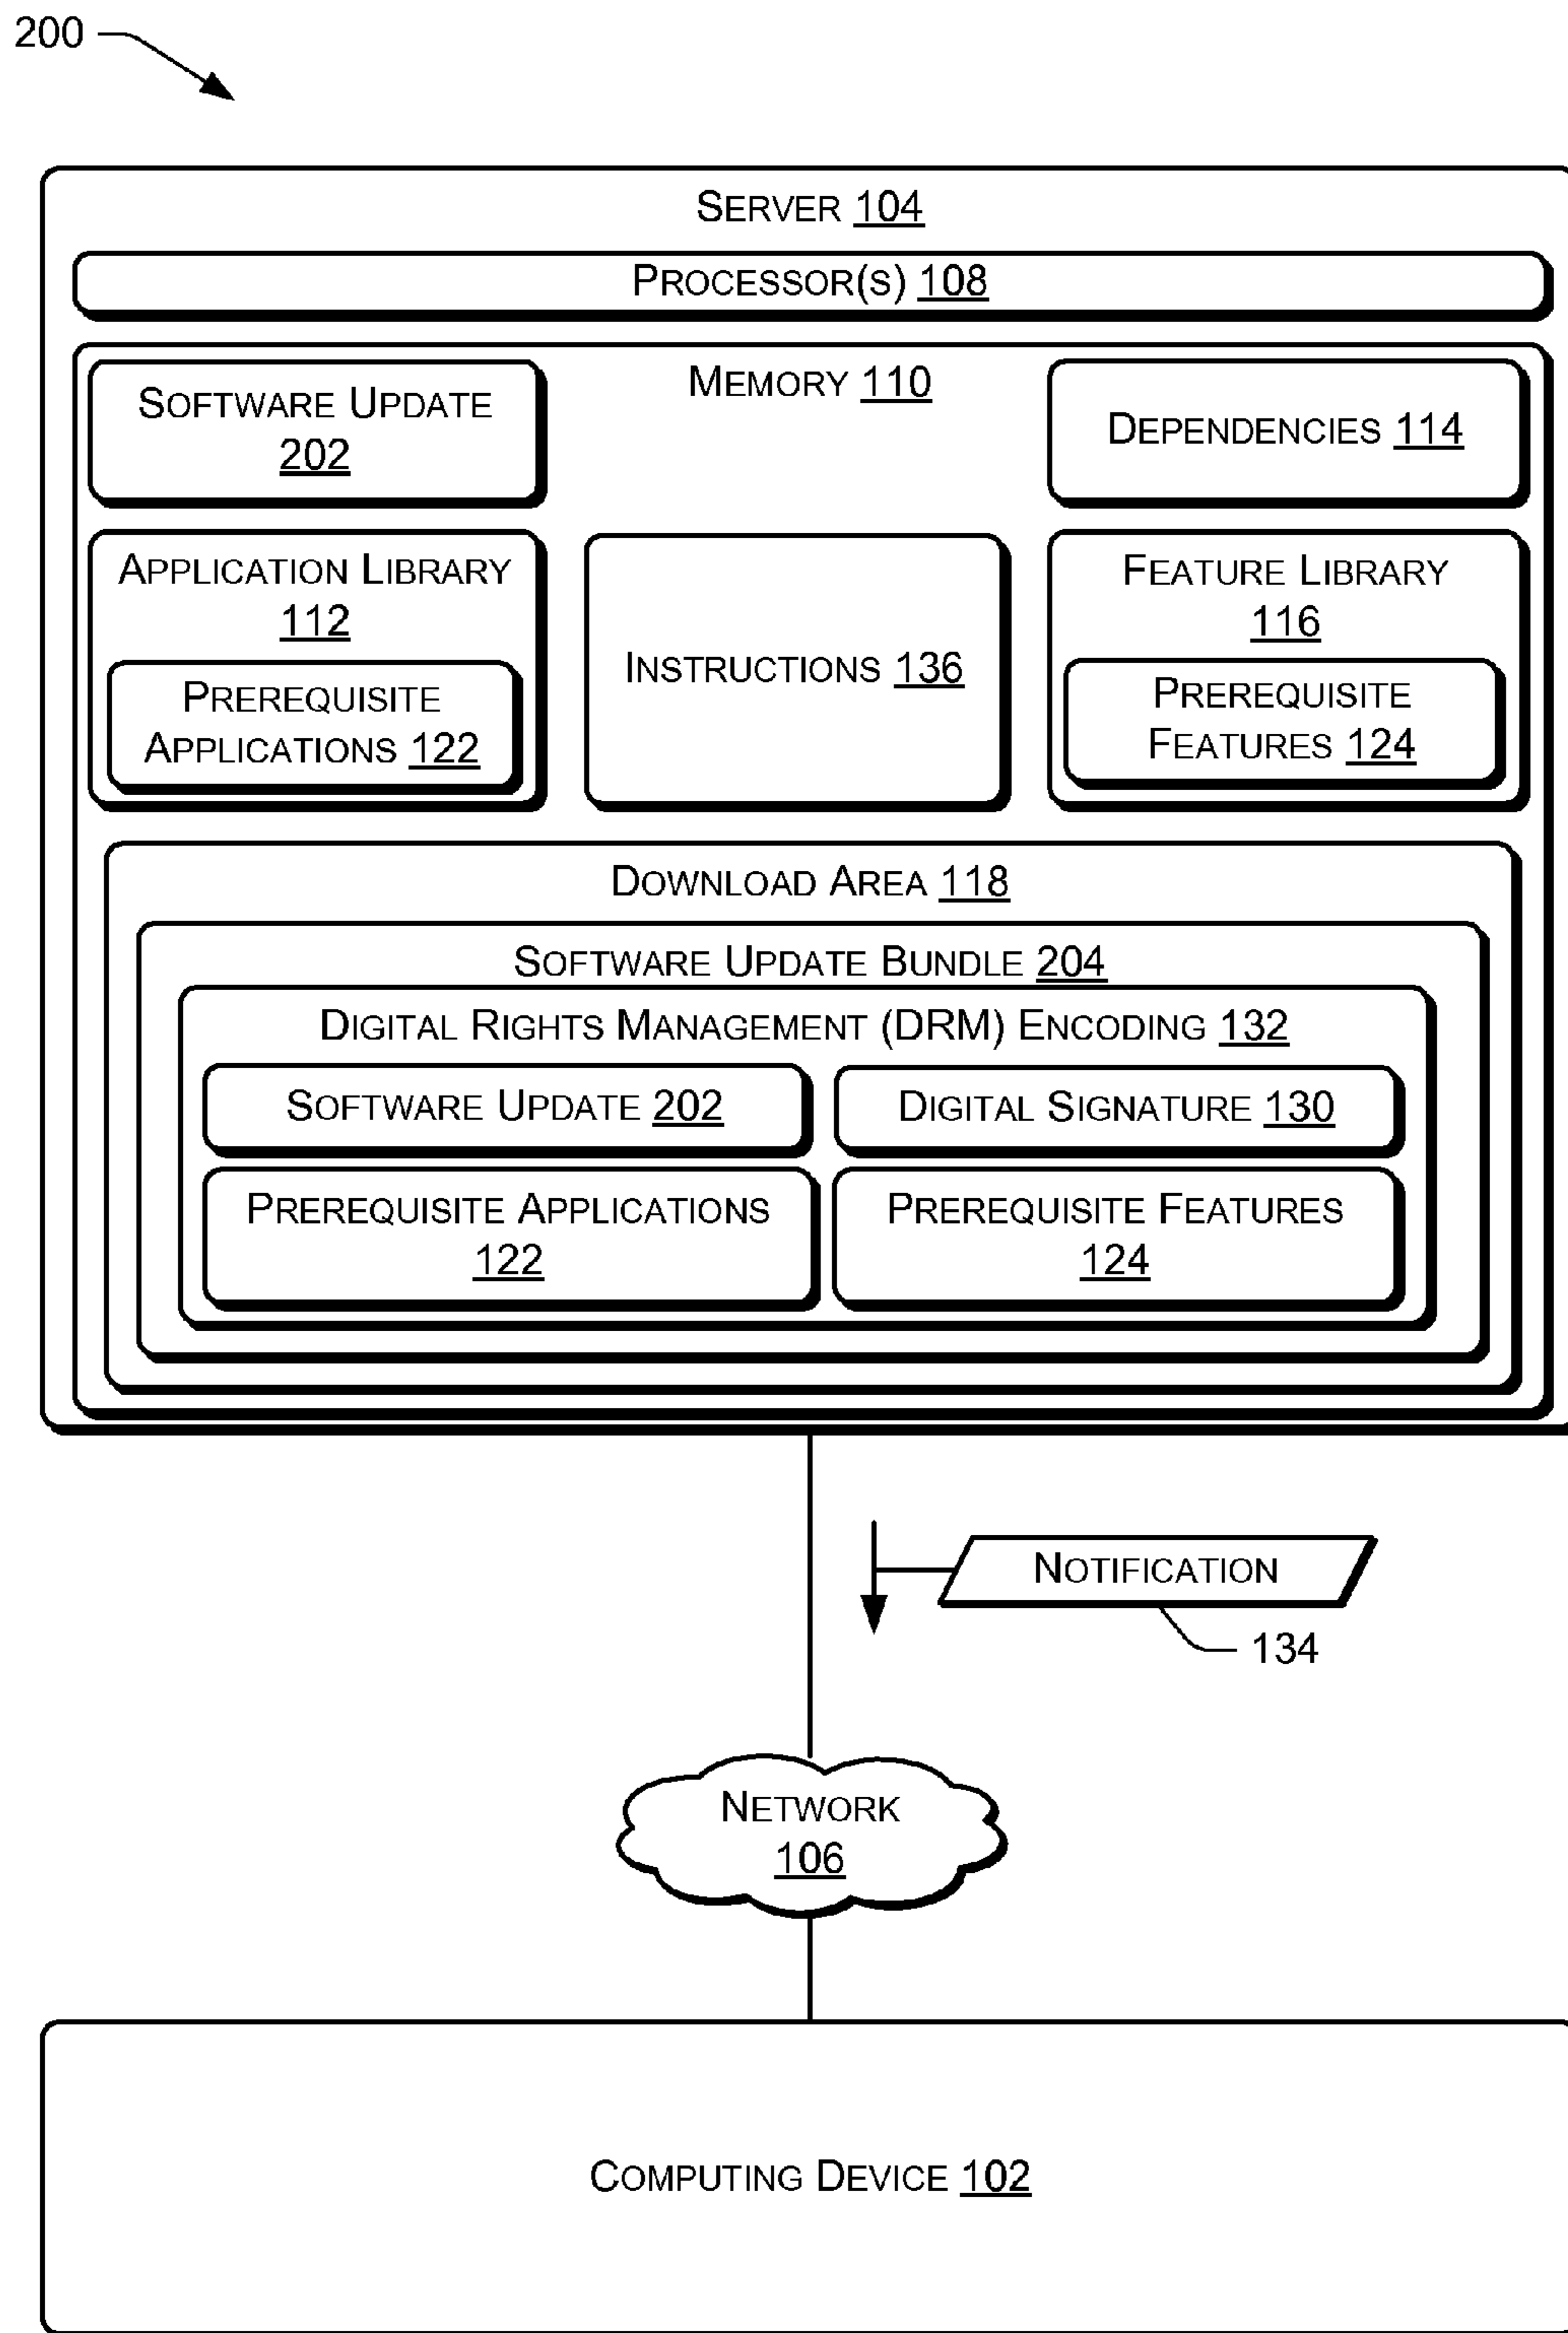 200
SERVER 104
PROCESSOR(S) 108
MEMORY 110
SOFTWARE UPDATE
202
DEPENDENCIES 114
APPLICATION LIBRARY
112
PREREQUISITE
APPLICATIONS 122
INSTRUCTIONS 136
FEATURE LIBRARY
116
PREREQUISITE
FEATURES 124
DOWNLOAD AREA 118
SOFTWARE UPDATE BUNDLE 204
DIGITAL RIGHTS MANAGEMENT (DRM) ENCODING 132
SOFTWARE UPDATE 202
DIGITAL SIGNATURE 130
PREREQUISITE APPLICATIONS
122
PREREQUISITE FEATURES
124
NOTIFICATION
134
NETWORK
106
COMPUTING DEVICE 102